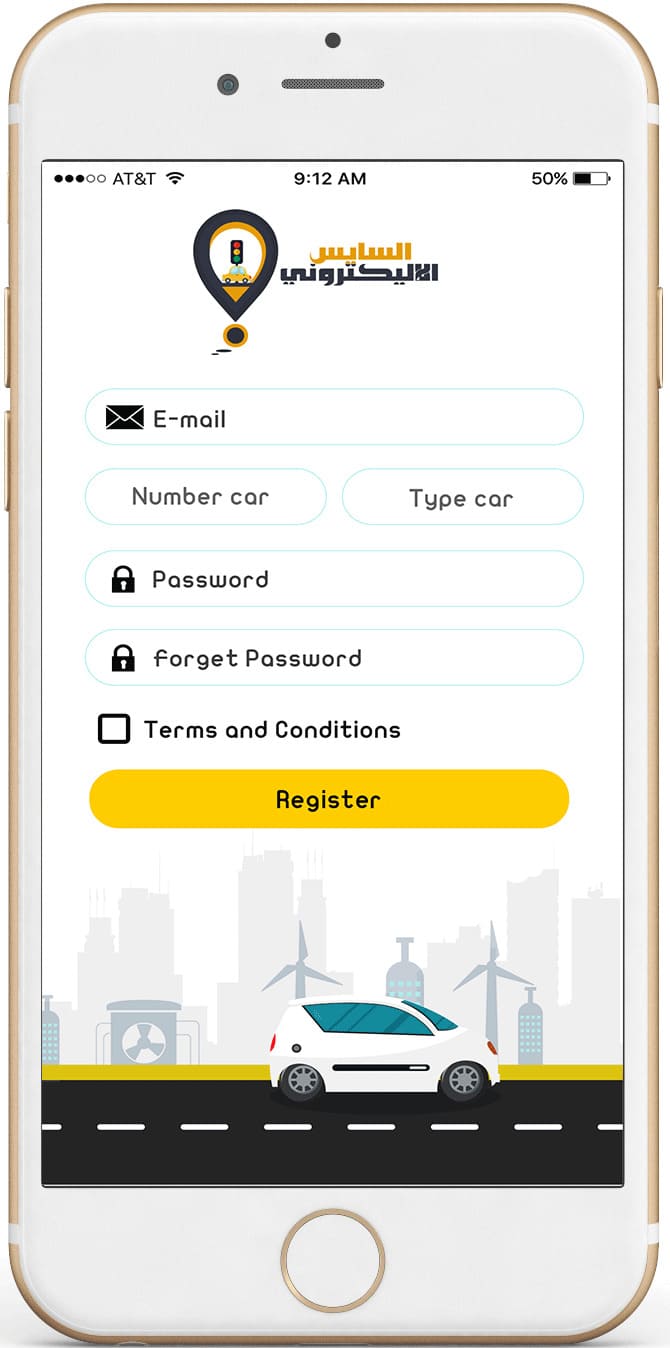 AT&T 9:12 AM 50%
السايس
الاليكتروني
E-mail
Number car Type car
Password
Forget Password
Terms and Conditions
Register